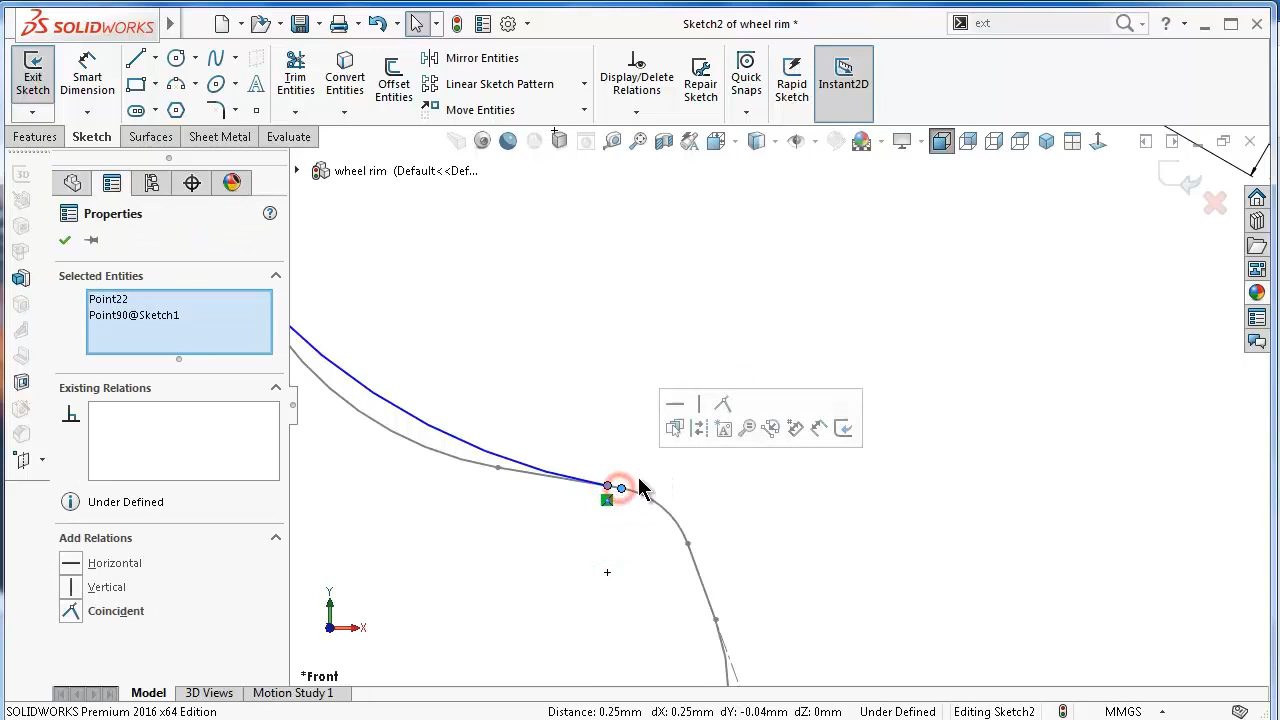 SOLIDWORKS
Sketch2 of wheel rim *
ext
?
Exit Sketch
Smart Dimension
Trim Entities
Convert Entities
Offset Entities
Mirror Entities
Linear Sketch Pattern
Move Entities
Display/Delete Relations
Repair Sketch
Quick Snaps
Rapid Sketch
Instant2D
Features
Sketch
Surfaces
Sheet Metal
Evaluate
wheel rim (Default<<Def...
Properties
?
Selected Entities
Point22
Point90@Sketch1
Existing Relations
Under Defined
Add Relations
Horizontal
Vertical
Coincident
Y
X
*Front
Model
3D Views
Motion Study 1
SOLIDWORKS Premium 2016 x64 Edition
Distance: 0.25mm dX: 0.25mm dY: -0.04mm dZ: 0mm
Under Defined
Editing Sketch2
MMGS